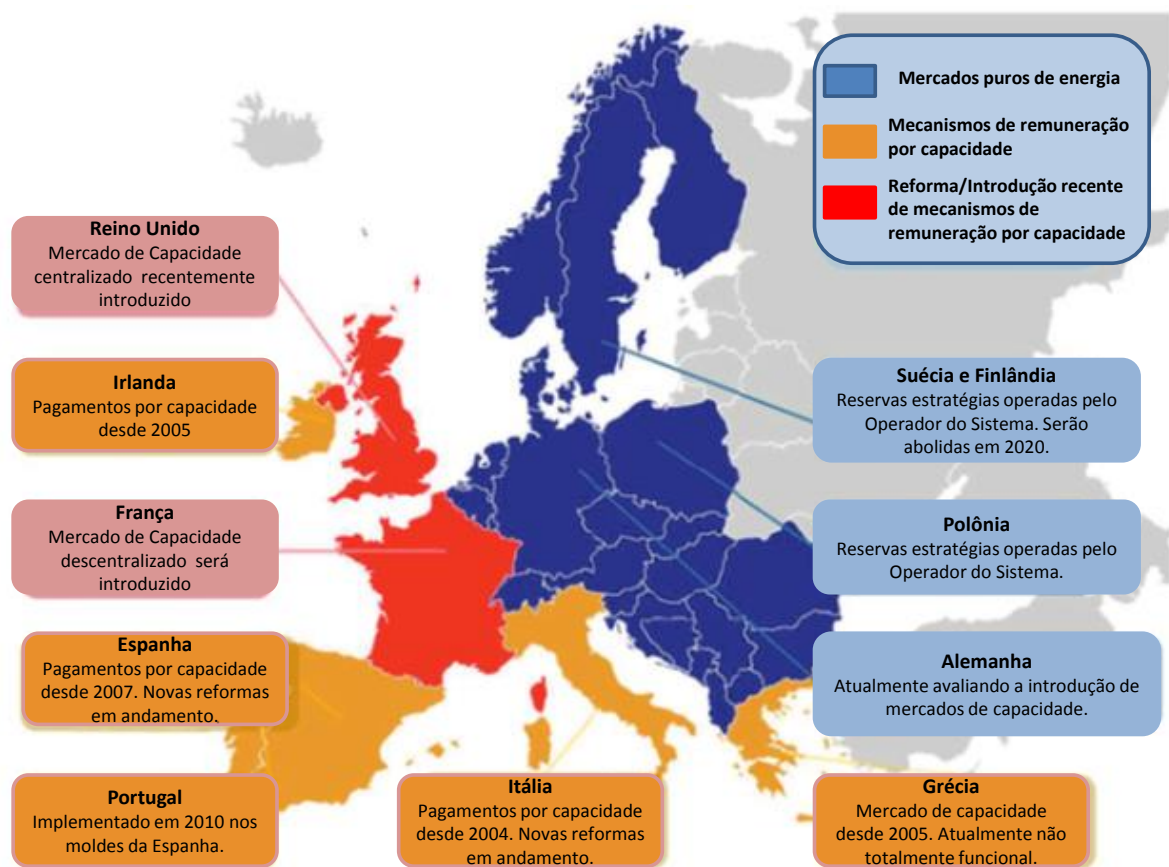 Mercados puros de energia
Mecanismos de remuneração
por capacidade
Reforma/Introdução recente
de mecanismos de
remuneração por capacidade
Reino Unido
Mercado de Capacidade
centralizado recentemente
introduzido
Irlanda
Pagamentos por capacidade
desde 2005
França
Mercado de Capacidade
descentralizado será
introduzido
Espanha
Pagamentos por capacidade
desde 2007. Novas reformas
em andamento.
Portugal
Implementado em 2010 nos
moldes da Espanha.
Itália
Pagamentos por capacidade
desde 2004. Novas reformas
em andamento.
Suécia e Finlândia
Reservas estratégias operadas pelo
Operador do Sistema. Serão
abolidas em 2020.
Polônia
Reservas estratégias operadas pelo
Operador do Sistema.
Alemanha
Atualmente avaliando a introdução de
mercados de capacidade.
Grécia
Mercado de capacidade
desde 2005. Atualmente não
totalmente funcional.